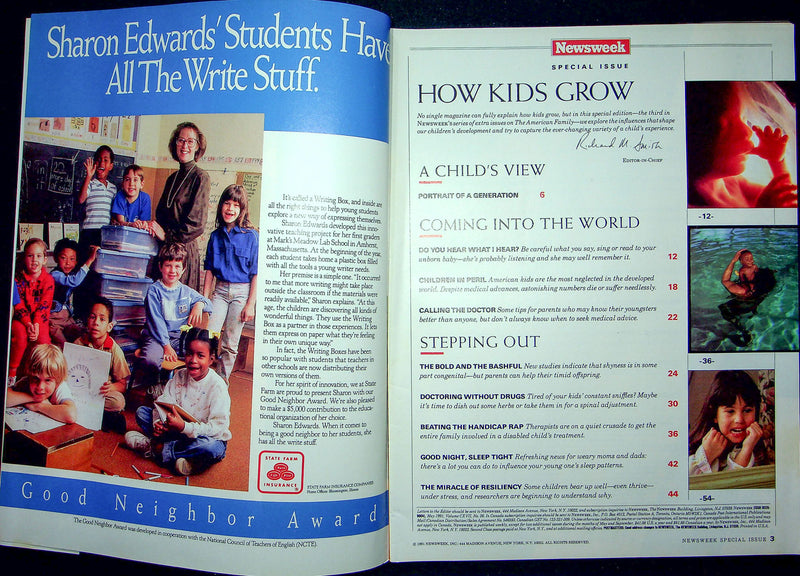 Sharon Edwards' Students Have
All The Write Stuff.
It's called a Writing Box, and inside are
all the right things to help young students
explore a new way of expressing themselves.
Sharon Edwards developed this inno-
vative teaching project for her first graders
at Mark's Meadow Lab School in Amherst,
Massachusetts. At the beginning of the year,
each student takes home a plastic box filled
with all the tools a young writer needs.
Her premise is a simple one. "It occurred
to me that more writing might take place
outside the classroom if the materials were
readily available," Sharon explains. "At this
age, the children are discovering all kinds of
wonderful things. They use the Writing
Box as a partner in those experiences. It lets
them express on paper what they're feeling
in their own unique way."
In fact, the Writing Boxes have been
so popular with students that teachers in
other schools are now distributing their
own versions of them.
For her spirit of innovation, we at State
Farm are proud to present Sharon with our
Good Neighbor Award. We're also pleased
to make a $5,000 contribution to the educa-
tional organization of her choice.
Sharon Edwards. When it comes to
being a good neighbor to her students, she
has all the write stuff.
STATE FARM
INSURANCE
STATE FARM INSURANCE COMPANIES
Home Offices: Bloomington, Illinois
Good Neighbor Award
The Good Neighbor Award was developed in cooperation with the National Council of Teachers of English (NCTE).
Newsweek
SPECIAL ISSUE
HOW KIDS GROW
No single magazine can fully explain how kids grow, but in this special edition—the third in
NEWSWEEK's series of extra issues on The American Family—we explore the influences that shape
our children's development and try to capture the ever-changing variety of a child's experience.
Richard M. Smith
EDITOR-IN-CHIEF
A CHILD'S VIEW
PORTRAIT OF A GENERATION 6
COMING INTO THE WORLD
DO YOU HEAR WHAT I HEAR? Be careful what you say, sing or read to your
unborn baby—she's probably listening and she may well remember it. 12
CHILDREN IN PERIL American kids are the most neglected in the developed
world. Despite medical advances, astonishing numbers die or suffer needlessly. 18
CALLING THE DOCTOR Some tips for parents who may know their youngsters
better than anyone, but don't always know when to seek medical advice. 22
STEPPING OUT
THE BOLD AND THE BASHFUL New studies indicate that shyness is in some
part congenital—but parents can help their timid offspring. 24
DOCTORING WITHOUT DRUGS Tired of your kids' constant sniffles? Maybe
it's time to dish out some herbs or take them for a spinal adjustment. 30
BEATING THE HANDICAP RAP Therapists are on a quiet crusade to get the
entire family involved in a disabled child's treatment. 36
GOOD NIGHT, SLEEP TIGHT Refreshing news for weary moms and dads:
there's a lot you can do to influence your young one's sleep patterns. 42
THE MIRACLE OF RESILIENCY Some children bear up well—even thrive—
under stress, and researchers are beginning to understand why. 44
-12-
-36-
-54-
© 1991, NEWSWEEK, INC. 444 MADISON AVENUE, NEW YORK, N.Y. 10022. ALL RIGHTS RESERVED.
NEWSWEEK SPECIAL ISSUE 3